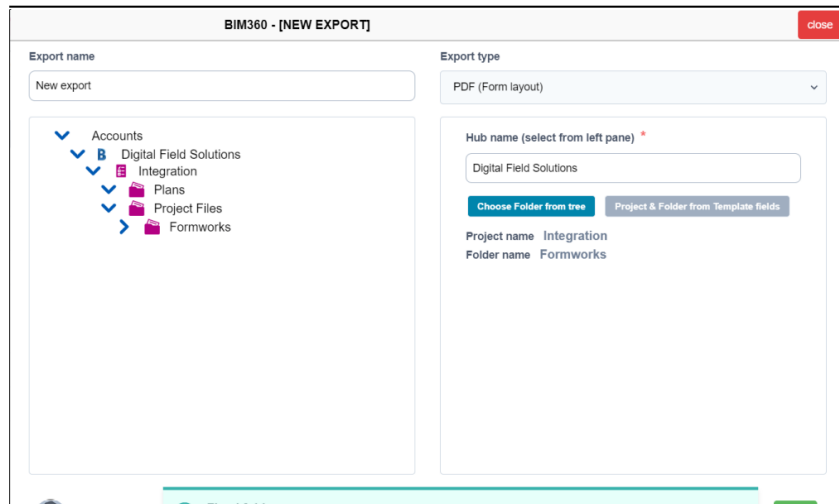 BIM360 - [NEW EXPORT]
close
Export name
Export type
New export
PDF (Form layout)
Accounts
B Digital Field Solutions
Integration
Plans
Project Files
Formworks
Hub name (select from left pane) *
Digital Field Solutions
Choose Folder from tree
Project & Folder from Template fields
Project name Integration
Folder name Formworks